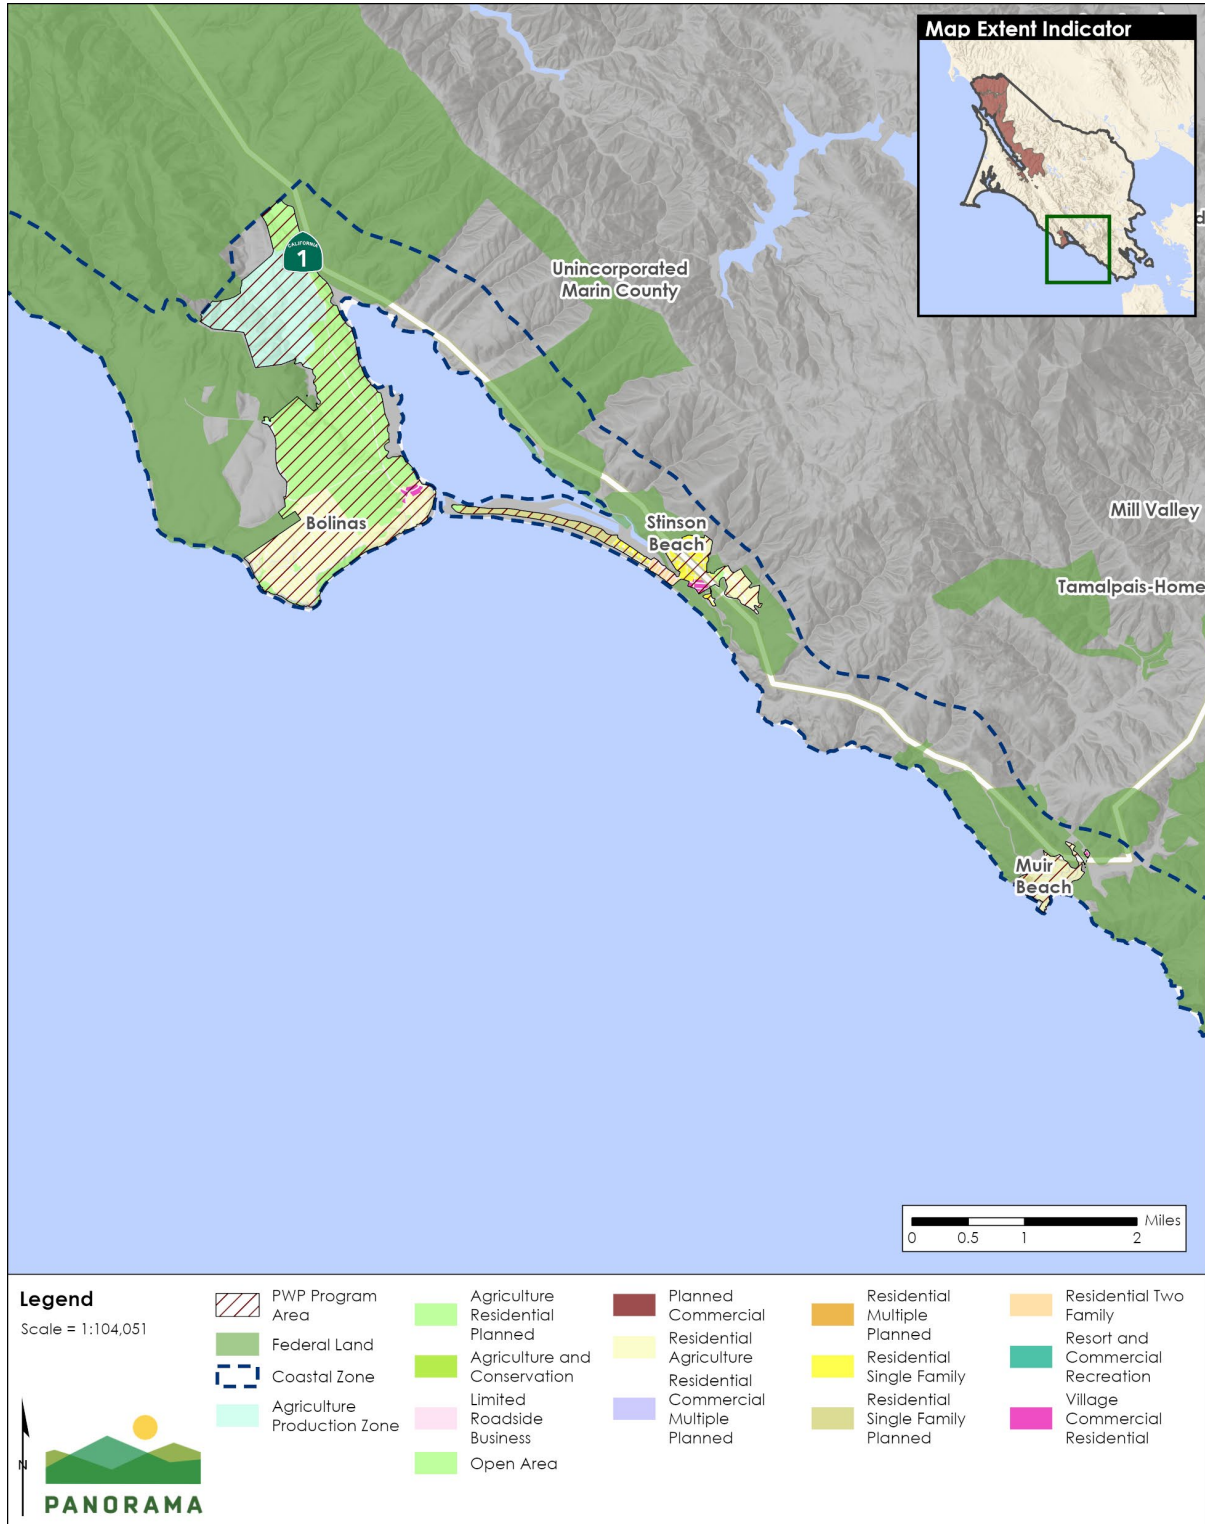 Map Extent Indicator
d
CALIFORNIA
1
Unincorporated
Marin County
Mill Valley
Bolinas
Stinson
Beach
Tamalpais-Home
Muir
Beach
Miles
0 0.5 1 2
Legend
Scale = 1:104,051
N
PANORAMA
PWP Program
Area
Federal Land
Coastal Zone
Agriculture
Production Zone
Agriculture
Residential
Planned
Agriculture and
Conservation
Limited
Roadside
Business
Open Area
Planned
Commercial
Residential
Agriculture
Residential
Commercial
Multiple
Planned
Residential
Multiple
Planned
Residential
Single Family
Residential
Single Family
Planned
Residential Two
Family
Resort and
Commercial
Recreation
Village
Commercial
Residential